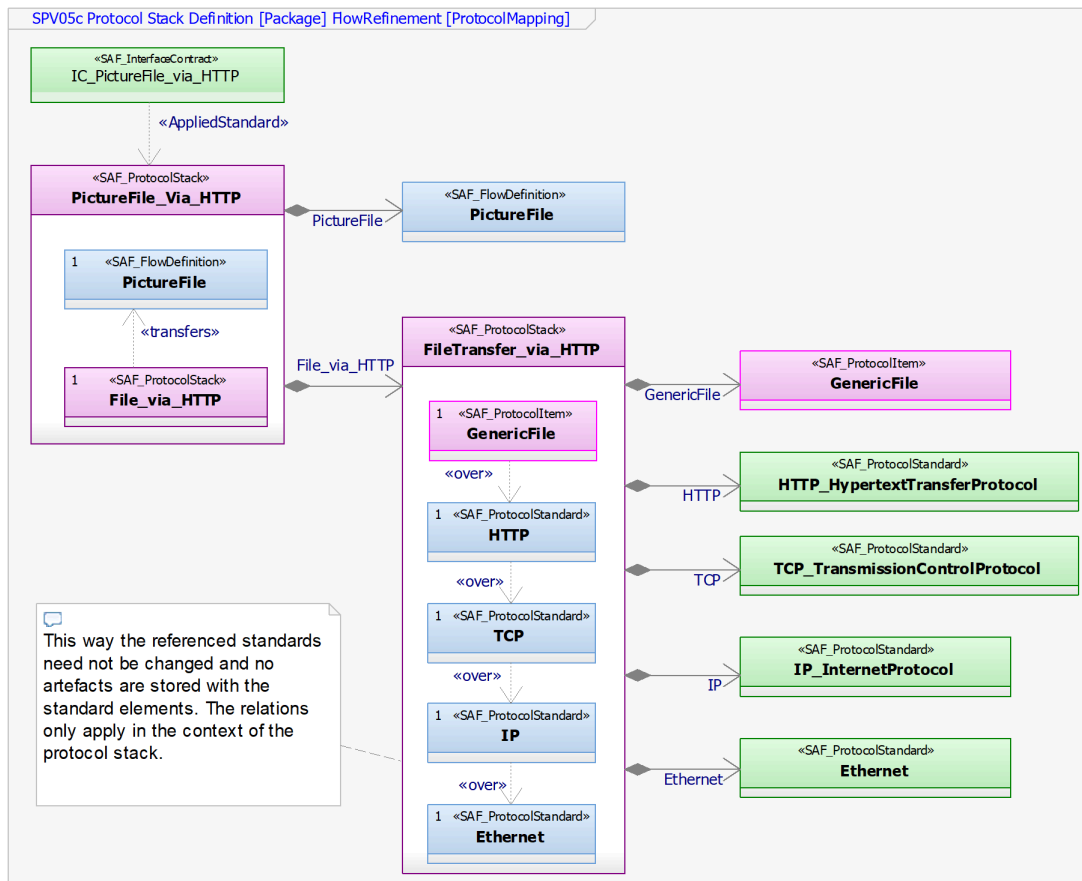 SPV05c Protocol Stack Definition [Package] FlowRefinement [ProtocolMapping]
«SAF_InterfaceContract»
IC_PictureFile_via_HTTP
«AppliedStandard»
«SAF_ProtocolStack»
PictureFile_Via_HTTP
1 «SAF_FlowDefinition»
PictureFile
«transfers»
1 «SAF_ProtocolStack»
File_via_HTTP
PictureFile
«SAF_FlowDefinition»
PictureFile
File_via_HTTP
«SAF_ProtocolStack»
FileTransfer_via_HTTP
1 «SAF_ProtocolItem»
GenericFile
«over»
1 «SAF_ProtocolStandard»
HTTP
«over»
1 «SAF_ProtocolStandard»
TCP
«over»
1 «SAF_ProtocolStandard»
IP
«over»
1 «SAF_ProtocolStandard»
Ethernet
GenericFile
«SAF_ProtocolItem»
GenericFile
HTTP
«SAF_ProtocolStandard»
HTTP_HypertextTransferProtocol
TCP
«SAF_ProtocolStandard»
TCP_TransmissionControlProtocol
IP
«SAF_ProtocolStandard»
IP_InternetProtocol
Ethernet
«SAF_ProtocolStandard»
Ethernet
This way the referenced standards
need not be changed and no
artefacts are stored with the
standard elements. The relations
only apply in the context of the
protocol stack.